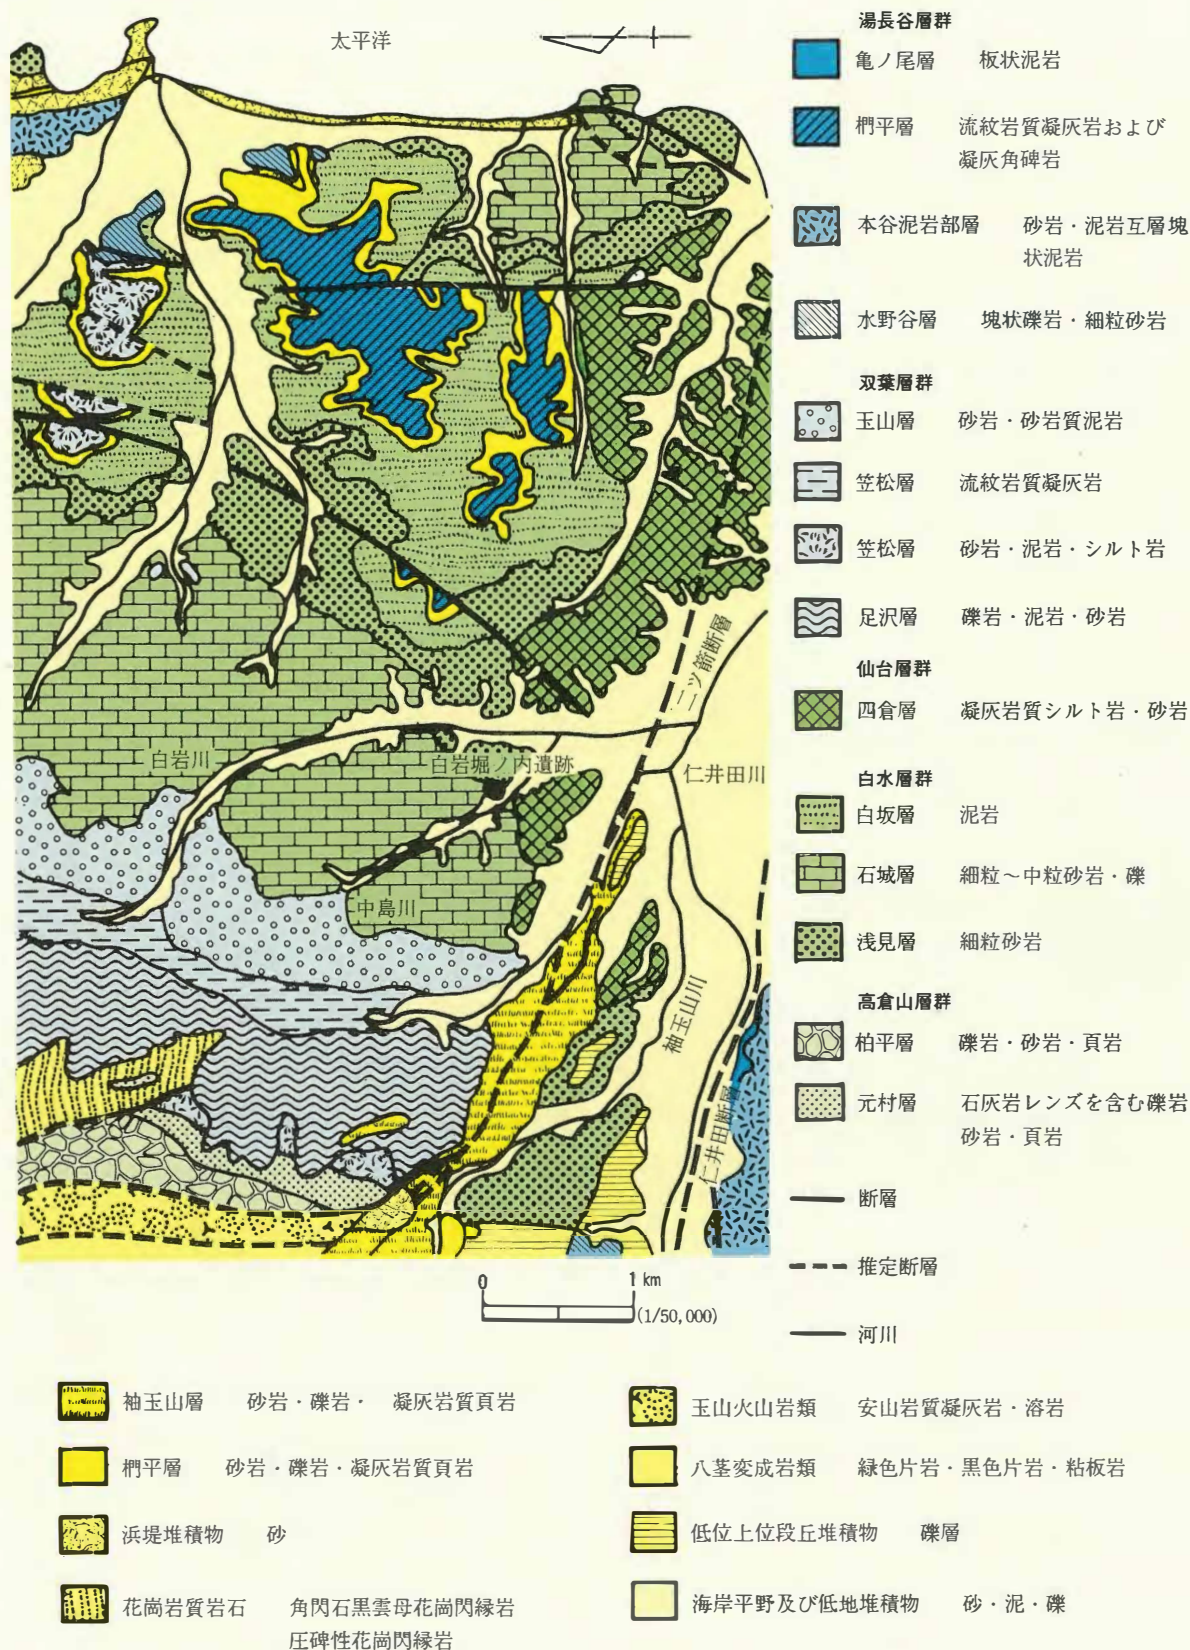 太平洋
白岩川
白岩堀ノ内遺跡
中島川
二ツ箭断層
仁井田川
袖玉山川
仁井田断層
0
1 km
(1/50,000)
湯長谷層群
亀ノ尾層 板状泥岩
椚平層 流紋岩質凝灰岩および
凝灰角礫岩
本谷泥岩部層 砂岩・泥岩互層塊
状泥岩
水野谷層 塊状礫岩・細粒砂岩
双葉層群
玉山層 砂岩・砂岩質泥岩
笠松層 流紋岩質凝灰岩
笠松層 砂岩・泥岩・シルト岩
足沢層 礫岩・泥岩・砂岩
仙台層群
四倉層 凝灰岩質シルト岩・砂岩
白水層群
白坂層 泥岩
石城層 細粒〜中粒砂岩・礫
浅見層 細粒砂岩
高倉山層群
柏平層 礫岩・砂岩・頁岩
元村層 石灰岩レンズを含む礫岩
砂岩・頁岩
断層
推定断層
河川
袖玉山層 砂岩・礫岩・ 凝灰岩質頁岩
椚平層 砂岩・礫岩・凝灰岩質頁岩
浜堤堆積物 砂
花崗岩質岩石 角閃石黒雲母花崗閃緑岩
圧砕性花崗閃緑岩
玉山火山岩類 安山岩質凝灰岩・溶岩
八茎変成岩類 緑色片岩・黒色片岩・粘板岩
低位上位段丘堆積物 礫層
海岸平野及び低地堆積物 砂・泥・礫